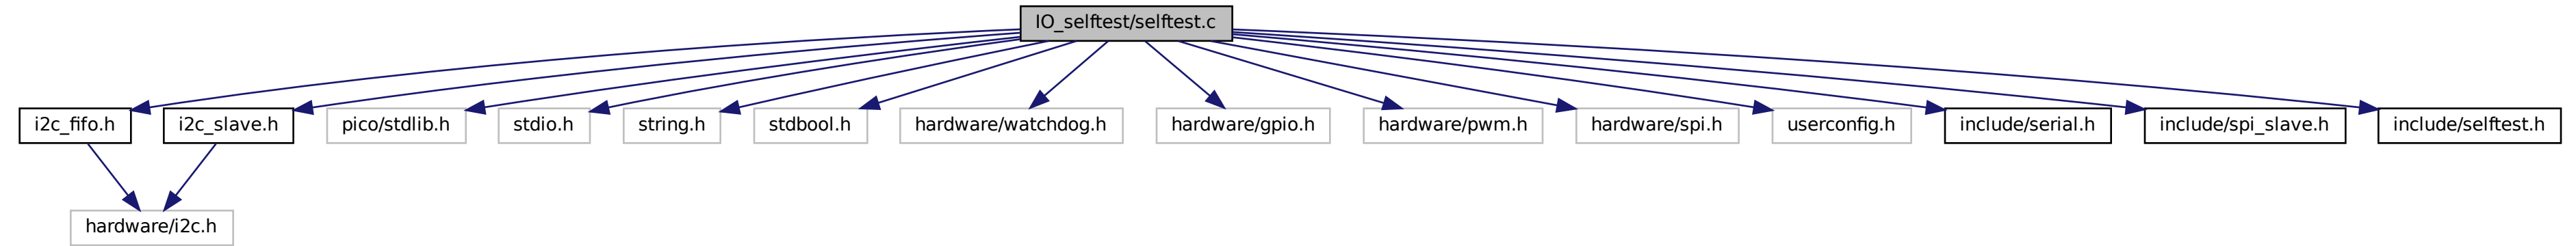 IO_selftest/selftest.c
i2c_fifo.h
i2c_slave.h
pico/stdlib.h
stdio.h
string.h
stdbool.h
hardware/watchdog.h
hardware/gpio.h
hardware/pwm.h
hardware/spi.h
userconfig.h
include/serial.h
include/spi_slave.h
include/selftest.h
hardware/i2c.h